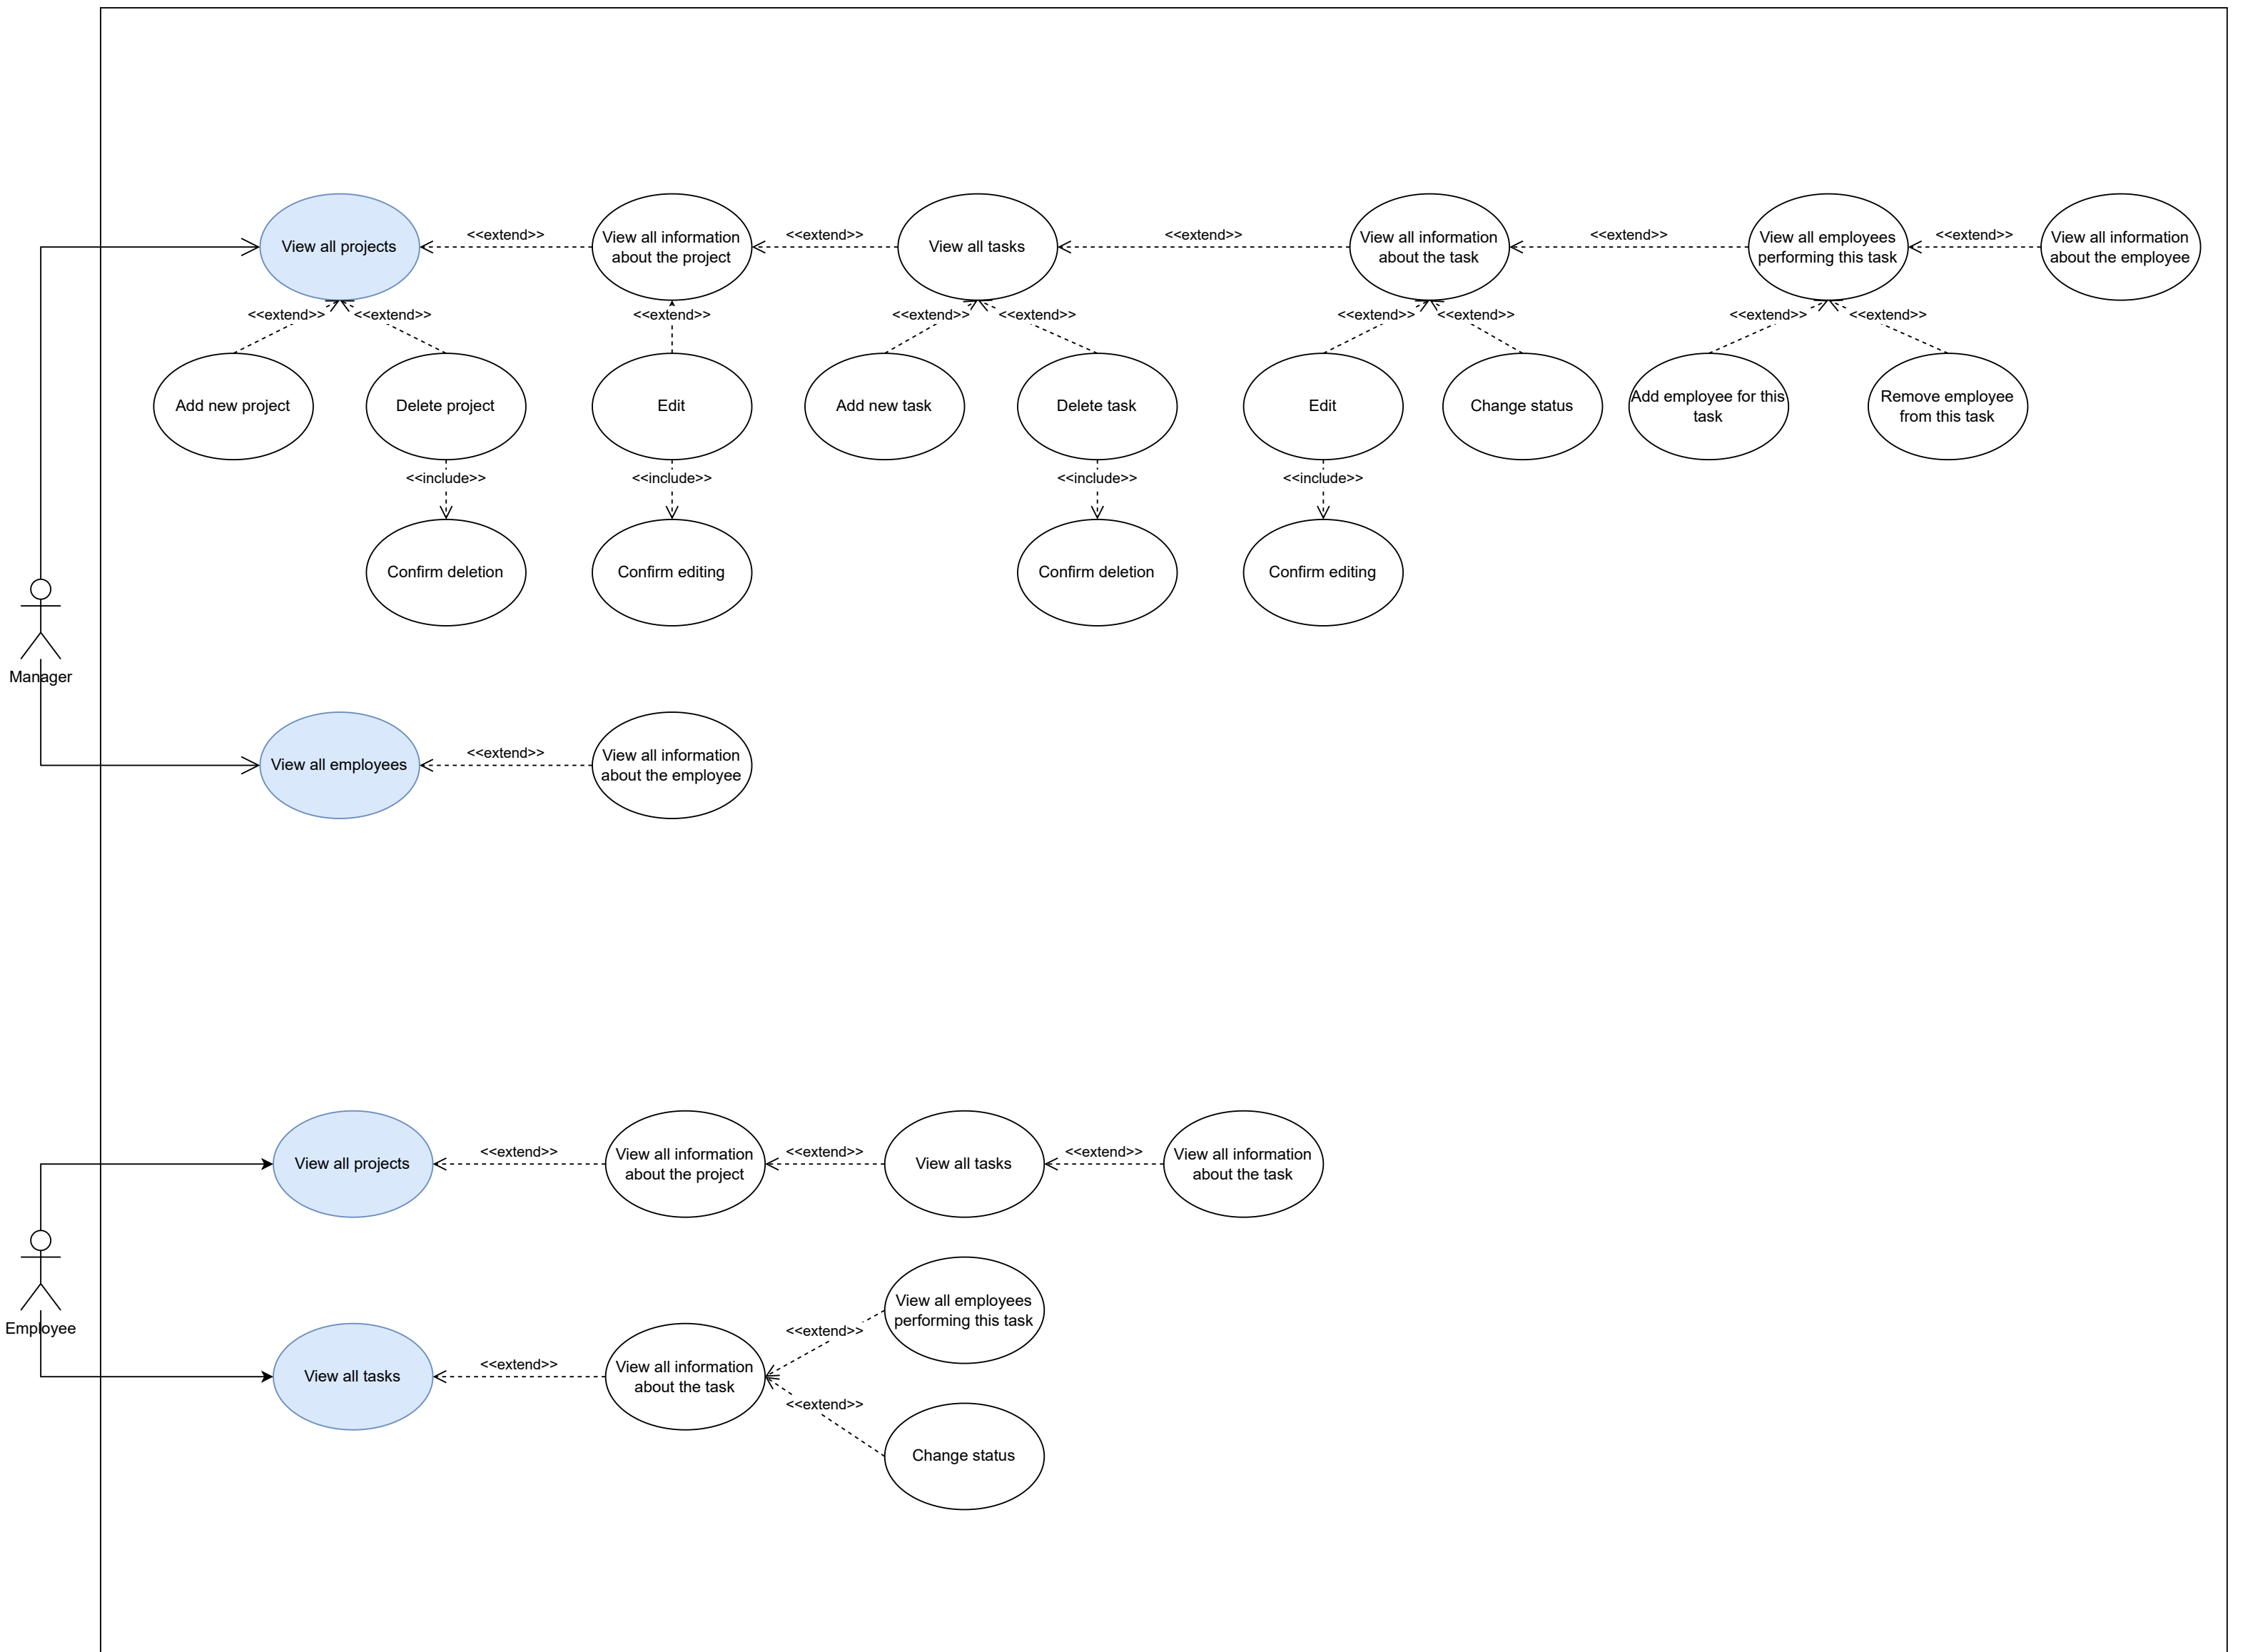 View all projects
<<extend>>
View all information
about the project
<<extend>>
View all tasks
<<extend>>
View all information
about the task
<<extend>>
View all employees
performing this task
<<extend>>
View all information
about the employee
<<extend>>
<<extend>>
<<extend>>
<<extend>>
<<extend>>
<<extend>>
<<extend>>
<<extend>>
<<extend>>
Add new project
Delete project
Edit
Add new task
Delete task
Edit
Change status
Add employee for this
task
Remove employee
from this task
<<include>>
<<include>>
<<include>>
<<include>>
Confirm deletion
Confirm editing
Confirm deletion
Confirm editing
Manager
View all employees
<<extend>>
View all information
about the employee
View all projects
<<extend>>
View all information
about the project
<<extend>>
View all tasks
<<extend>>
View all information
about the task
Employee
View all employees
performing this task
<<extend>>
View all tasks
<<extend>>
View all information
about the task
<<extend>>
Change status